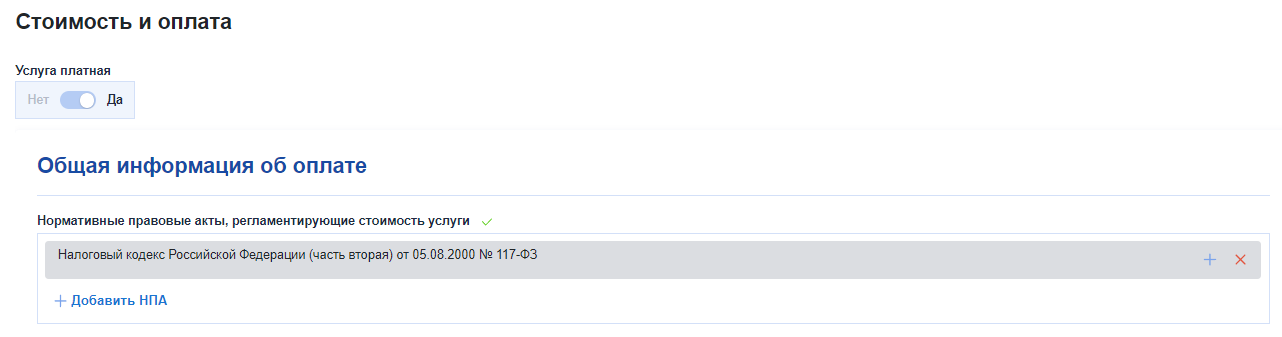 Стоимость и оплата
Услуга платная
Нет Да
Общая информация об оплате
Нормативные правовые акты, регламентирующие стоимость услуги
Налоговый кодекс Российской Федерации (часть вторая) от 05.08.2000 № 117-ФЗ
+ Добавить НПА